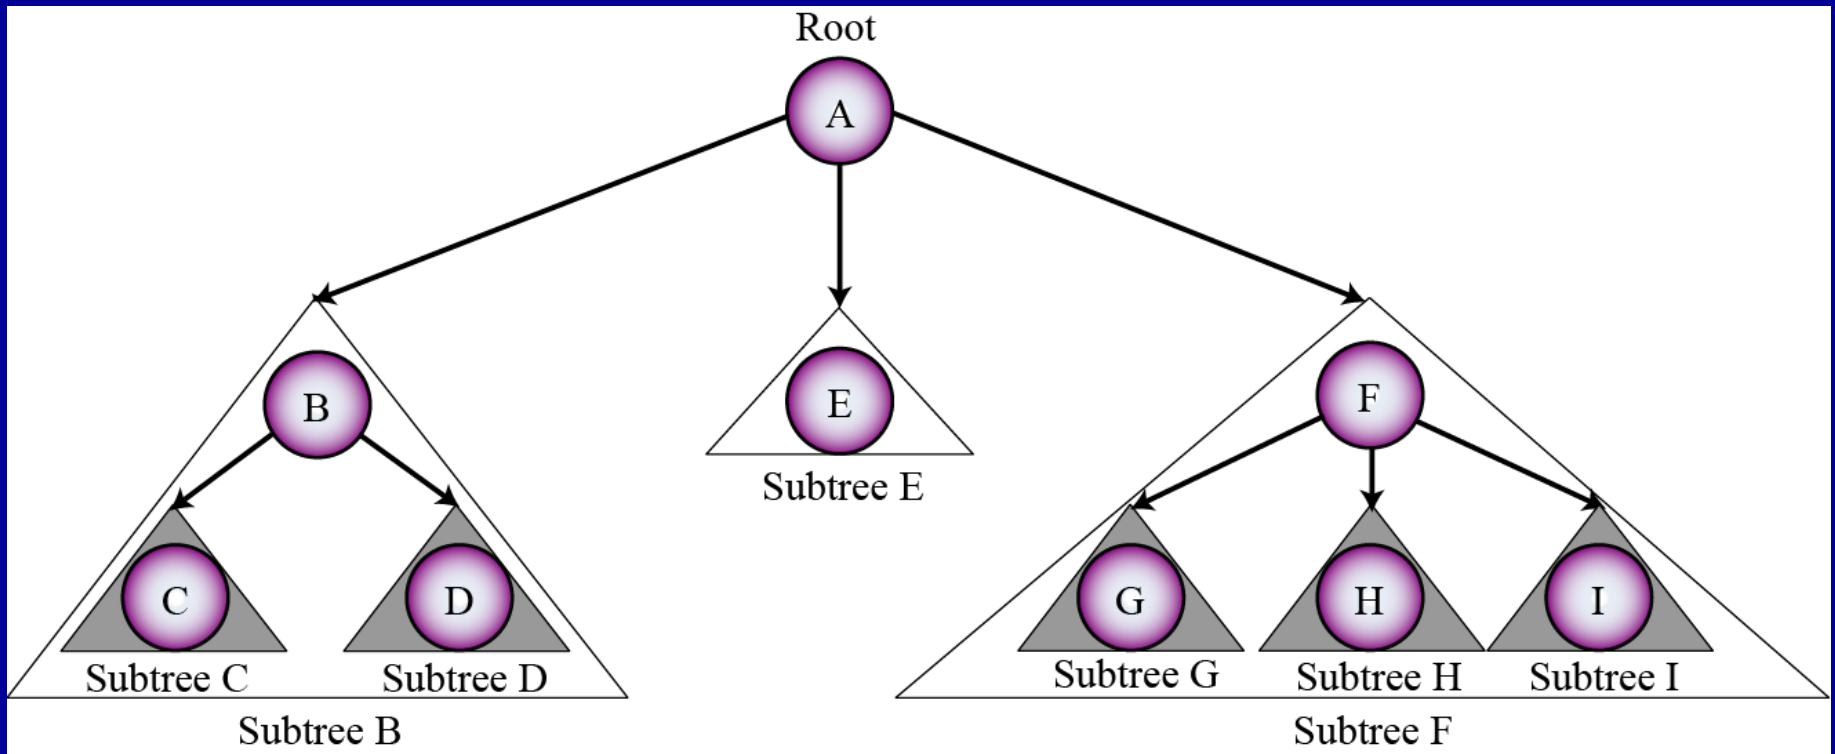 Root
A
B
E
F
Subtree E
C
D
G
H
I
Subtree C
Subtree D
Subtree G
Subtree H
Subtree I
Subtree B
Subtree F